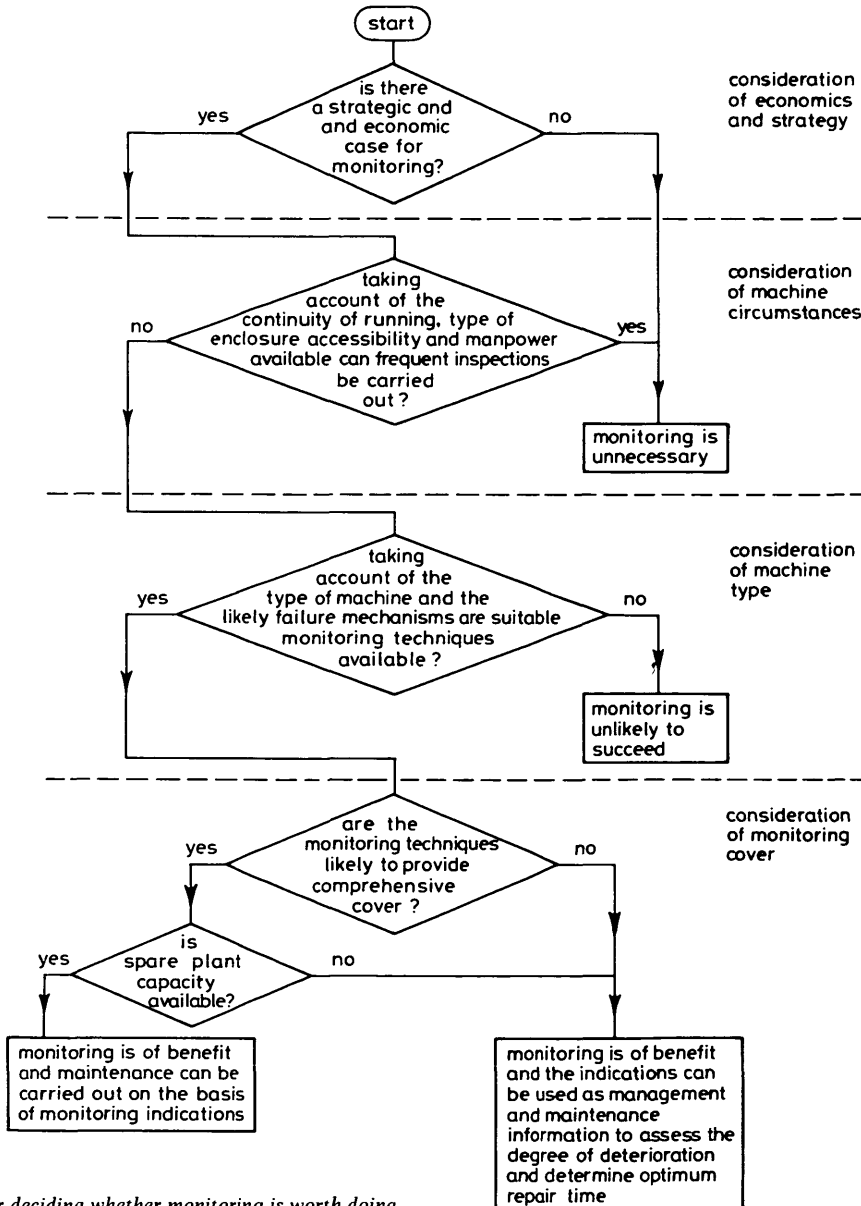 start
is there
a strategic and
and economic
case for
monitoring?
yes
no
consideration
of economics
and strategy
taking
account of the
continuity of running, type of
enclosure accessibility and manpower
available can frequent inspections
be carried
out ?
no
yes
consideration
of machine
circumstances
monitoring is
unnecessary
taking
account of the
type of machine and the
likely failure mechanisms are suitable
monitoring techniques
available ?
yes
no
consideration
of machine
type
monitoring is
unlikely to
succeed
are the
monitoring techniques
likely to provide
comprehensive
cover ?
yes
no
consideration
of monitoring
cover
is
spare plant
capacity
available?
yes
no
monitoring is of benefit
and maintenance can be
carried out on the basis
of monitoring indications
monitoring is of benefit
and the indications can
be used as management
and maintenance
information to assess the
degree of deterioration
and determine optimum
repair time
deciding whether monitoring is worth doing